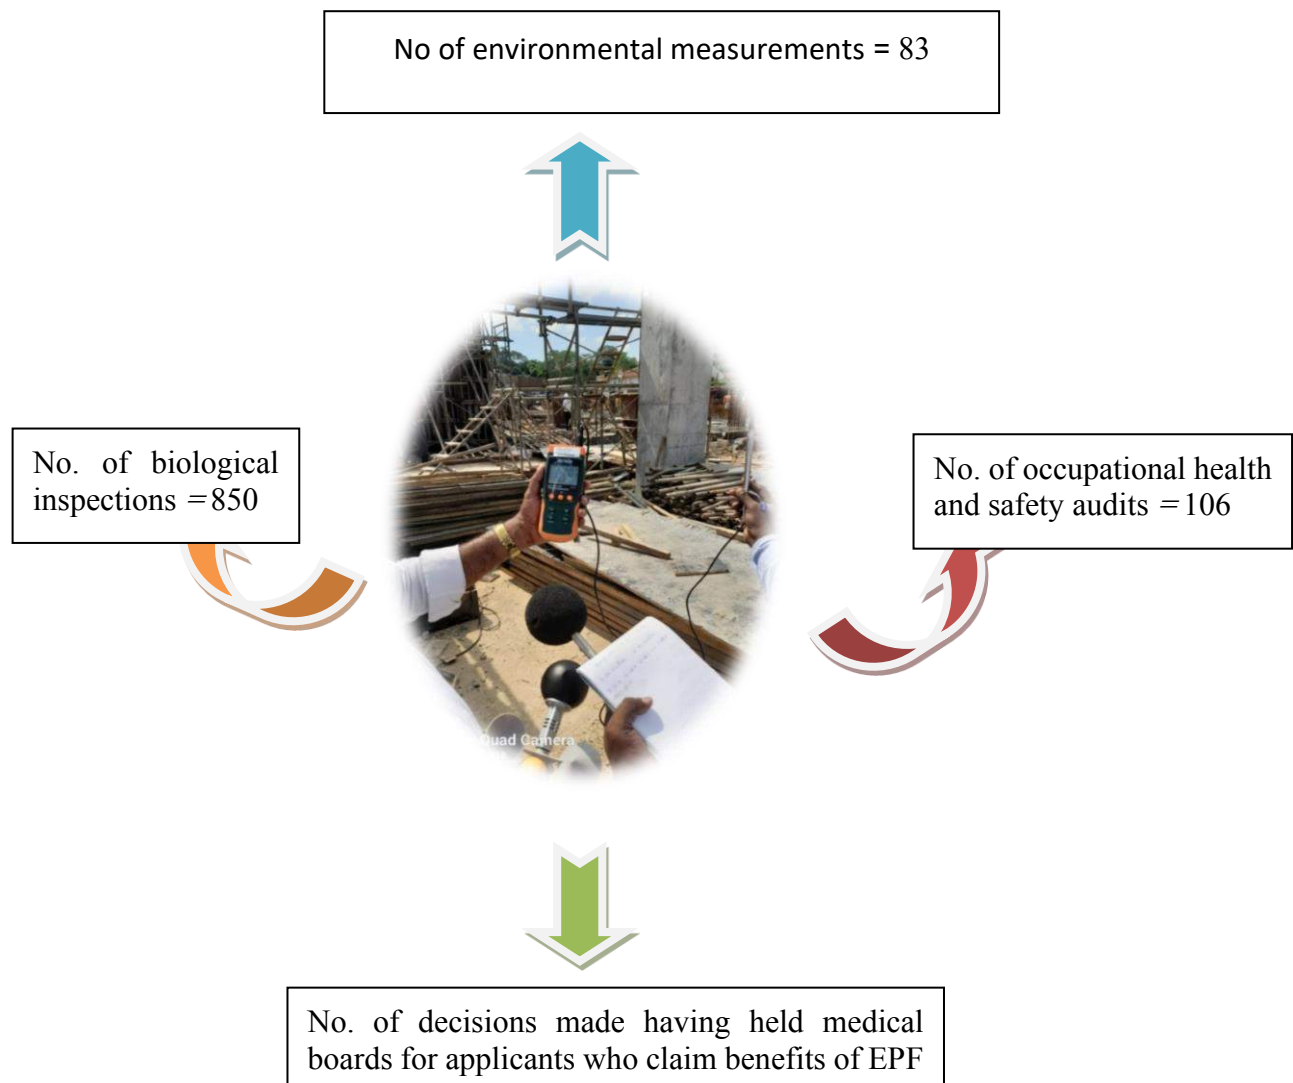 No of environmental measurements = 83
No. of biological
inspections =850
No. of occupational health
and safety audits =106
Quad Camera
No. of decisions made having held medical
boards for applicants who claim benefits of EPF